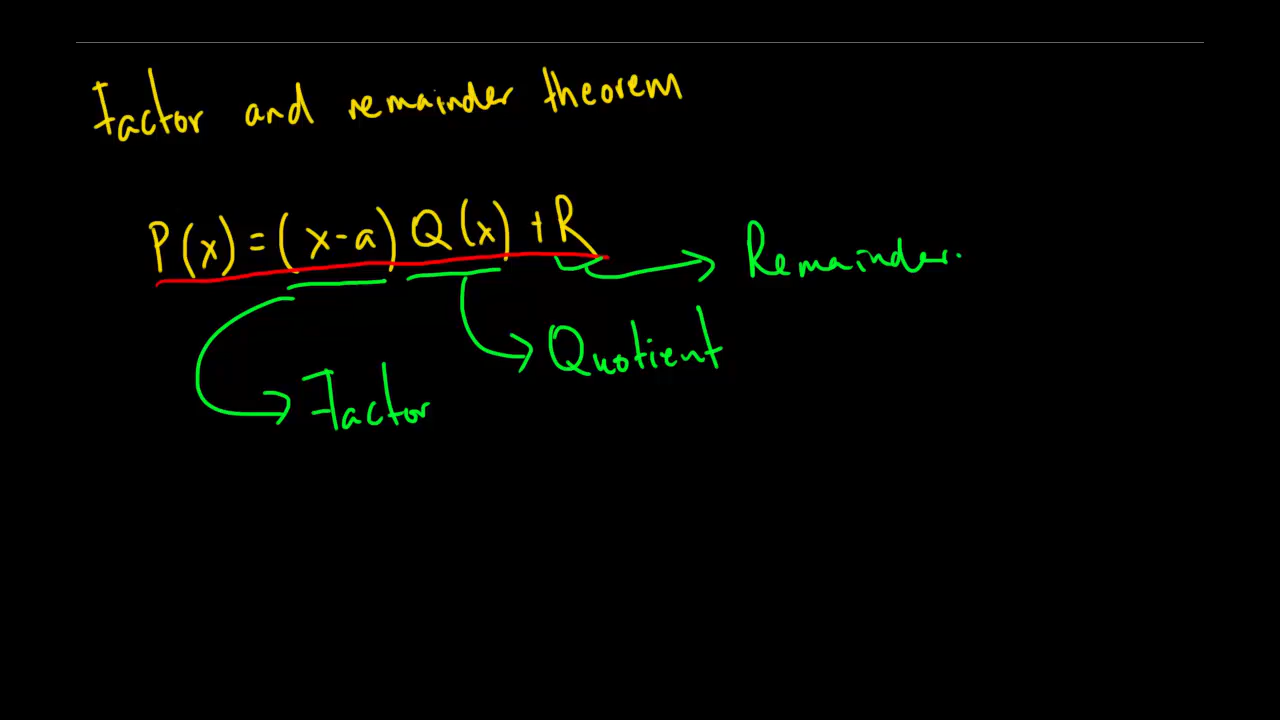 Factor and remainder theorem
P(x) = (x-a) Q(x) + R
Remainder.
Quotient
Factor